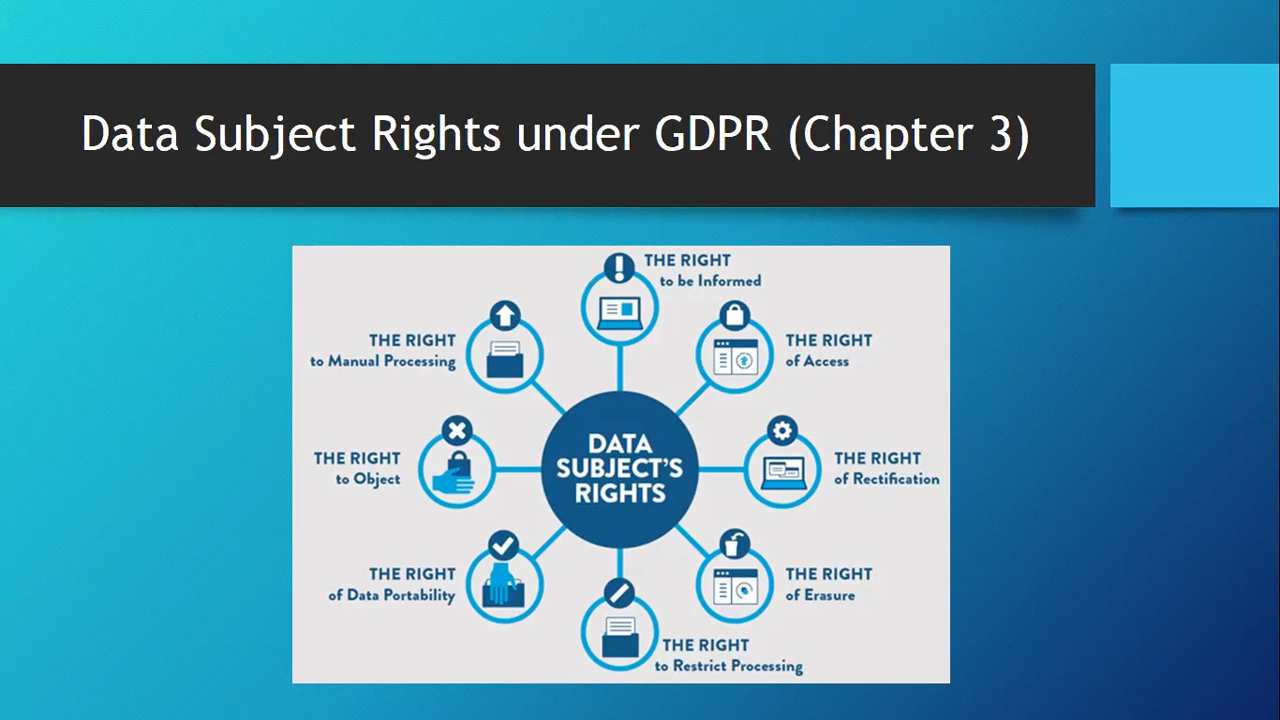 Data Subject Rights under GDPR (Chapter 3)
THE RIGHT
to be Informed
THE RIGHT
of Access
THE RIGHT
of Rectification
THE RIGHT
of Erasure
THE RIGHT
to Restrict Processing
THE RIGHT
of Data Portability
THE RIGHT
to Object
THE RIGHT
to Manual Processing
DATA
SUBJECT'S
RIGHTS